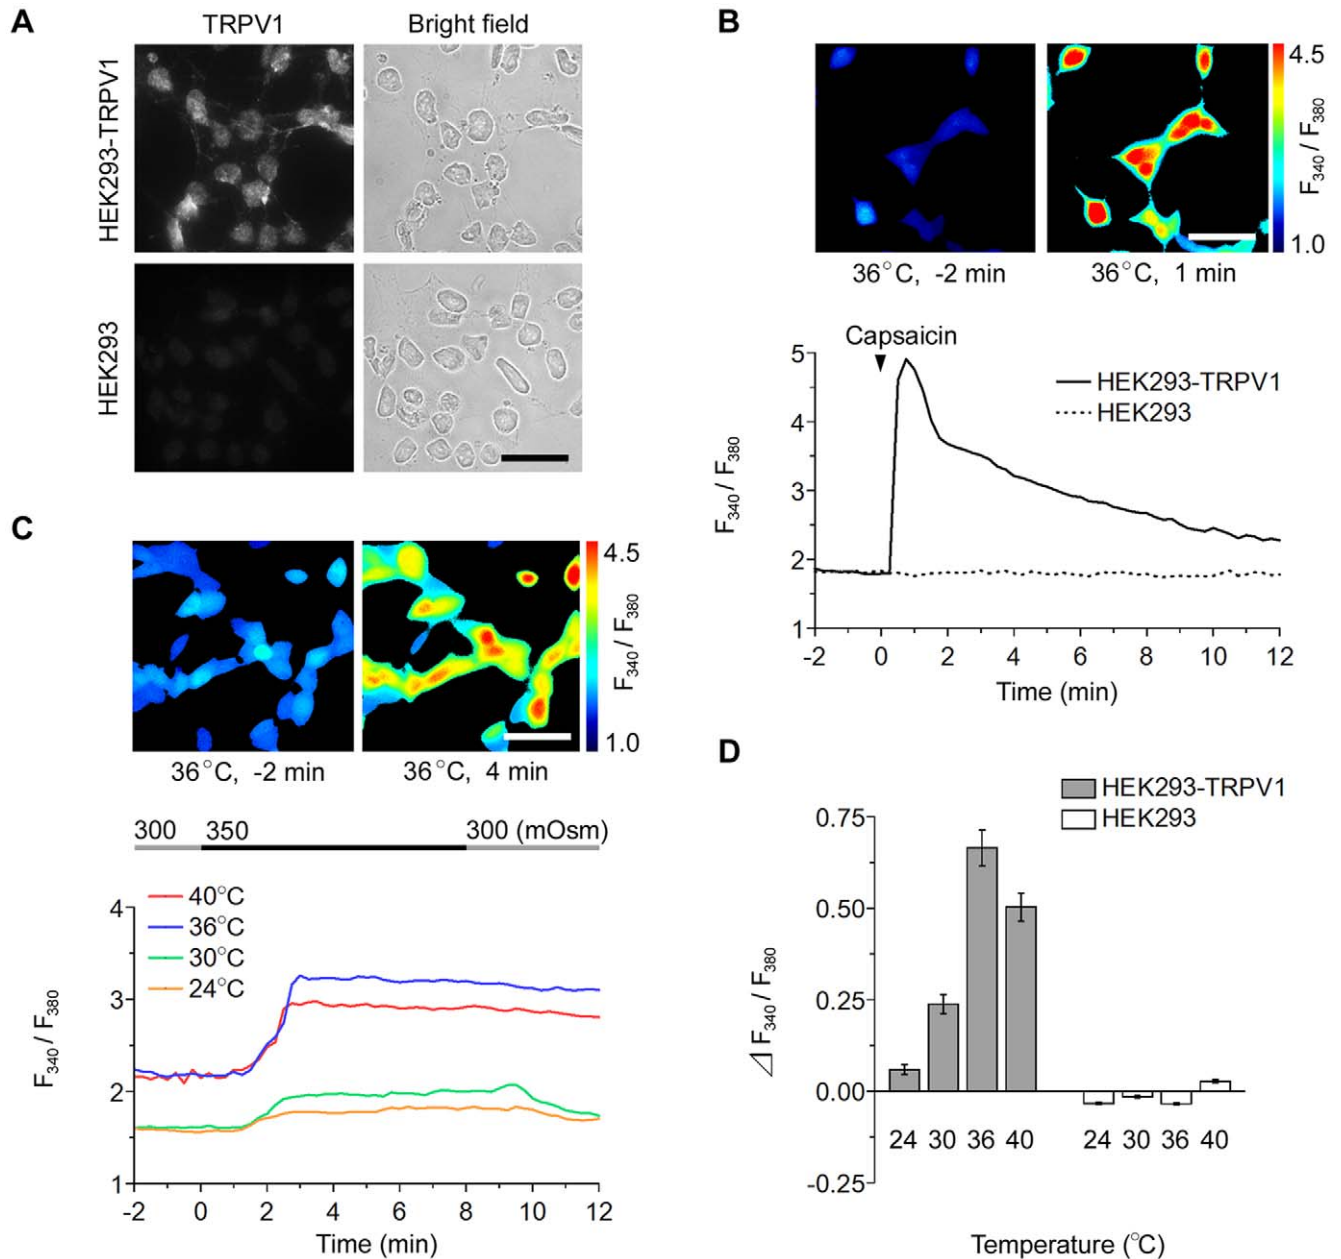 A
TRPV1
Bright field
HEK293-TRPV1
HEK293
B
4.5
F340 / F380
1.0
36°C, -2 min
36°C, 1 min
Capsaicin
HEK293-TRPV1
HEK293
5
4
3
2
1
F340 / F380
-2 0 2 4 6 8 10 12
Time (min)
C
4.5
F340 / F380
1.0
36°C, -2 min
36°C, 4 min
300 350 300 (mOsm)
40°C
36°C
30°C
24°C
4
3
2
1
F340 / F380
-2 0 2 4 6 8 10 12
Time (min)
D
HEK293-TRPV1
HEK293
0.75
0.50
0.25
0.00
-0.25
⊿ F340 / F380
24 30 36 40 24 30 36 40
Temperature (°C)